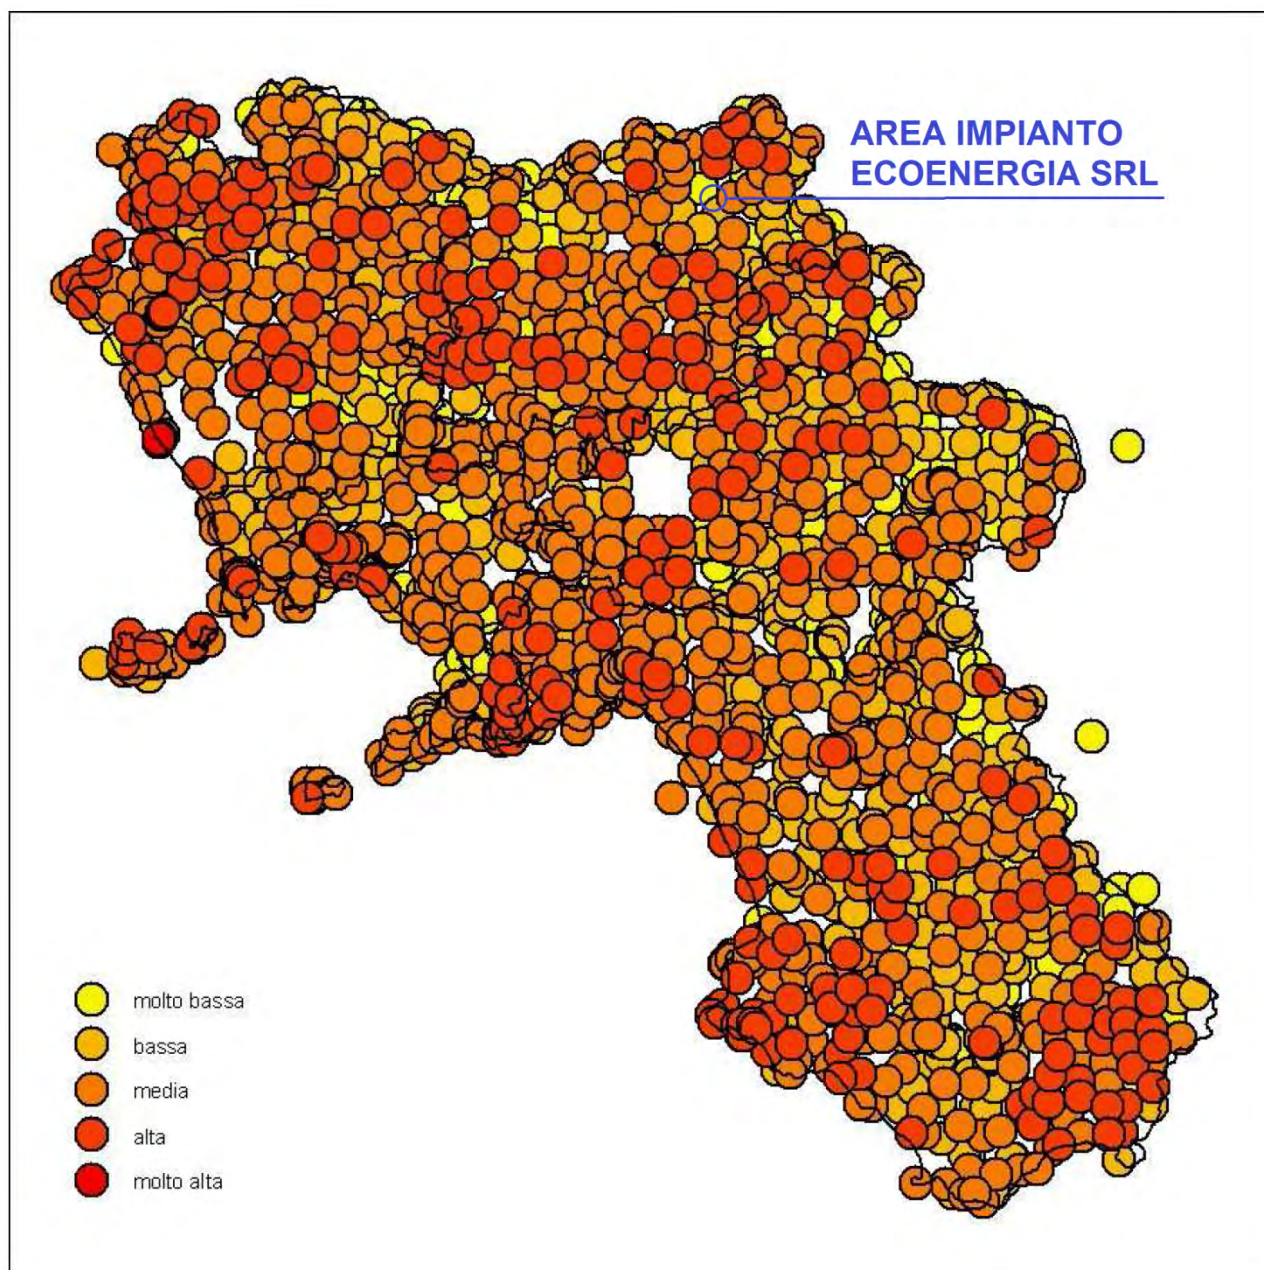 AREA IMPIANTO
ECOENERGIA SRL
molto bassa
bassa
media
alta
molto alta